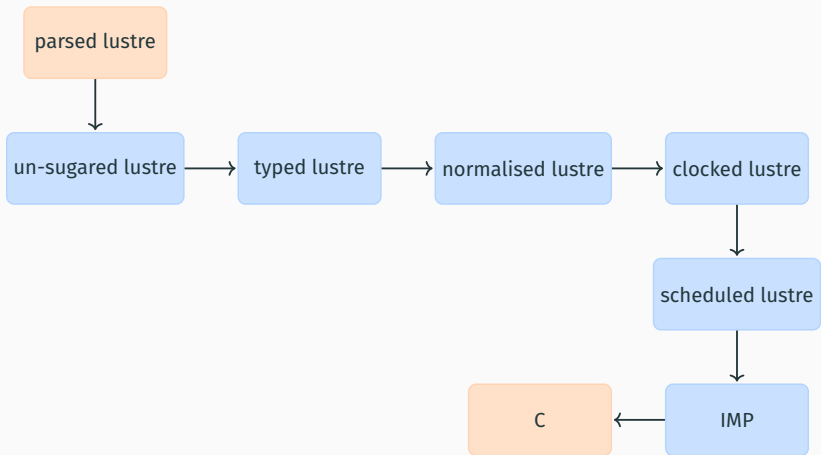 parsed lustre
un-sugared lustre
typed lustre
normalised lustre
clocked lustre
scheduled lustre
C
IMP